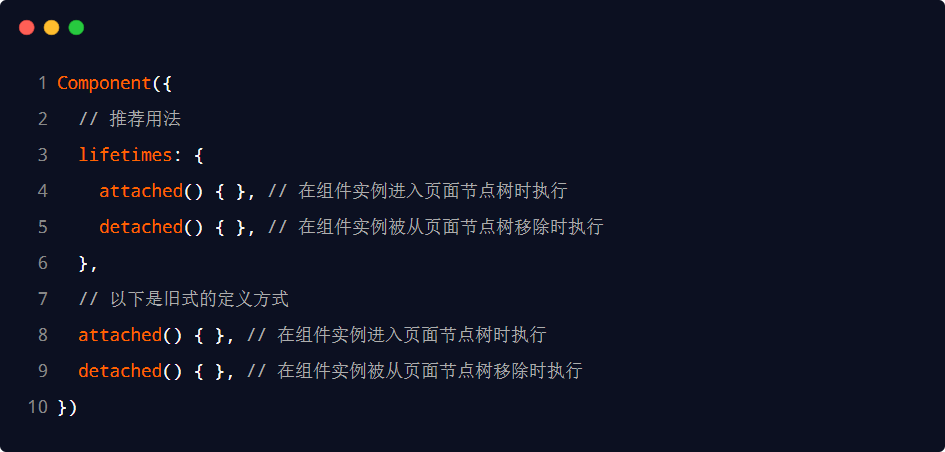 1 Component({
2 // 推荐用法
3 lifetimes: {
4 attached() { }, // 在组件实例进入页面节点树时执行
5 detached() { }, // 在组件实例被从页面节点树移除时执行
6 },
7 // 以下是旧式的定义方式
8 attached() { }, // 在组件实例进入页面节点树时执行
9 detached() { }, // 在组件实例被从页面节点树移除时执行
10 })